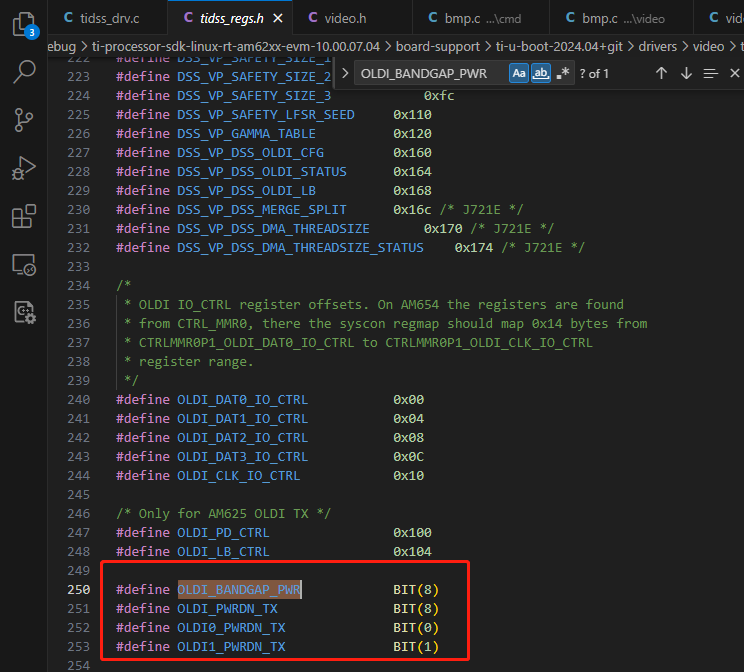 tidss_drv.c
tidss_regs.h
video.h
bmp.c ...\cmd
bmp.c ...\video
vid
3
ebug > ti-processor-sdk-linux-rt-am62xx-evm-10.00.07.04 > board-support > ti-u-boot-2024.04+git > drivers > video > t
OLDI_BANDGAP_PWR Aa ab .* ? of 1
222 #define DSS_VP_SAFETY_SIZE_1
223 #define DSS_VP_SAFETY_SIZE_2
224 #define DSS_VP_SAFETY_SIZE_3 0xfc
225 #define DSS_VP_SAFETY_LFSR_SEED 0x110
226 #define DSS_VP_GAMMA_TABLE 0x120
227 #define DSS_VP_DSS_OLDI_CFG 0x160
228 #define DSS_VP_DSS_OLDI_STATUS 0x164
229 #define DSS_VP_DSS_OLDI_LB 0x168
230 #define DSS_VP_DSS_MERGE_SPLIT 0x16c /* J721E */
231 #define DSS_VP_DSS_DMA_THREADSIZE 0x170 /* J721E */
232 #define DSS_VP_DSS_DMA_THREADSIZE_STATUS 0x174 /* J721E */
233
234 /*
235 * OLDI IO_CTRL register offsets. On AM654 the registers are found
236 * from CTRL_MMR0, there the syscon regmap should map 0x14 bytes from
237 * CTRLMMR0P1_OLDI_DAT0_IO_CTRL to CTRLMMR0P1_OLDI_CLK_IO_CTRL
238 * register range.
239 */
240 #define OLDI_DAT0_IO_CTRL 0x00
241 #define OLDI_DAT1_IO_CTRL 0x04
242 #define OLDI_DAT2_IO_CTRL 0x08
243 #define OLDI_DAT3_IO_CTRL 0x0C
244 #define OLDI_CLK_IO_CTRL 0x10
245
246 /* Only for AM625 OLDI TX */
247 #define OLDI_PD_CTRL 0x100
248 #define OLDI_LB_CTRL 0x104
249
250 #define OLDI_BANDGAP_PWR BIT(8)
251 #define OLDI_PWRDN_TX BIT(8)
252 #define OLDI0_PWRDN_TX BIT(0)
253 #define OLDI1_PWRDN_TX BIT(1)
254